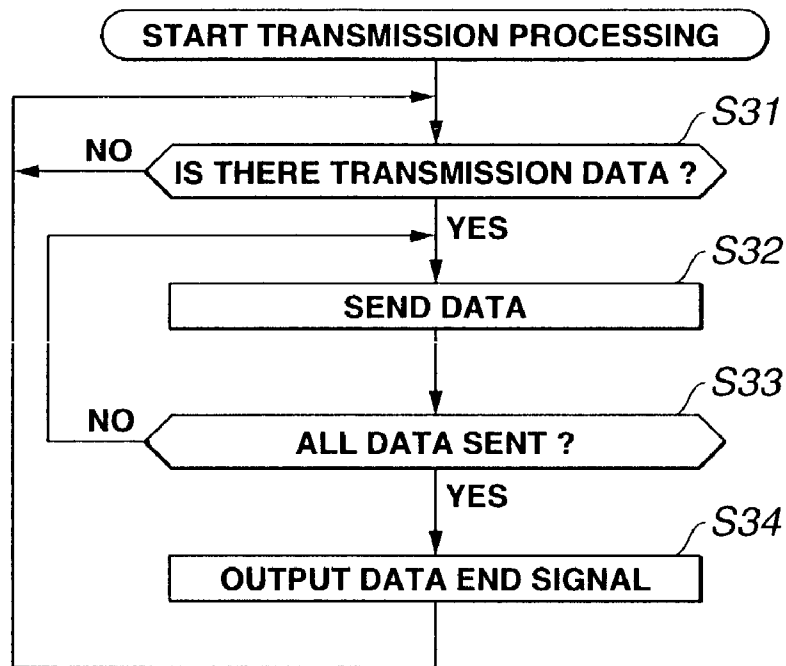 START TRANSMISSION PROCESSING
S31
NO
IS THERE TRANSMISSION DATA ?
YES
S32
SEND DATA
S33
NO
ALL DATA SENT ?
YES
S34
OUTPUT DATA END SIGNAL